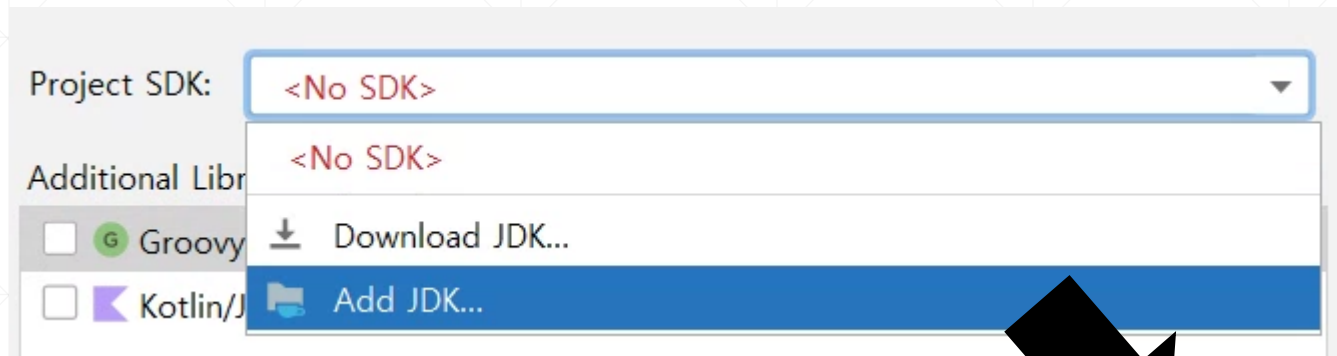 Project SDK: <No SDK>
<No SDK>
Additional Libr
Download JDK...
G Groovy
Add JDK...
Kotlin/J